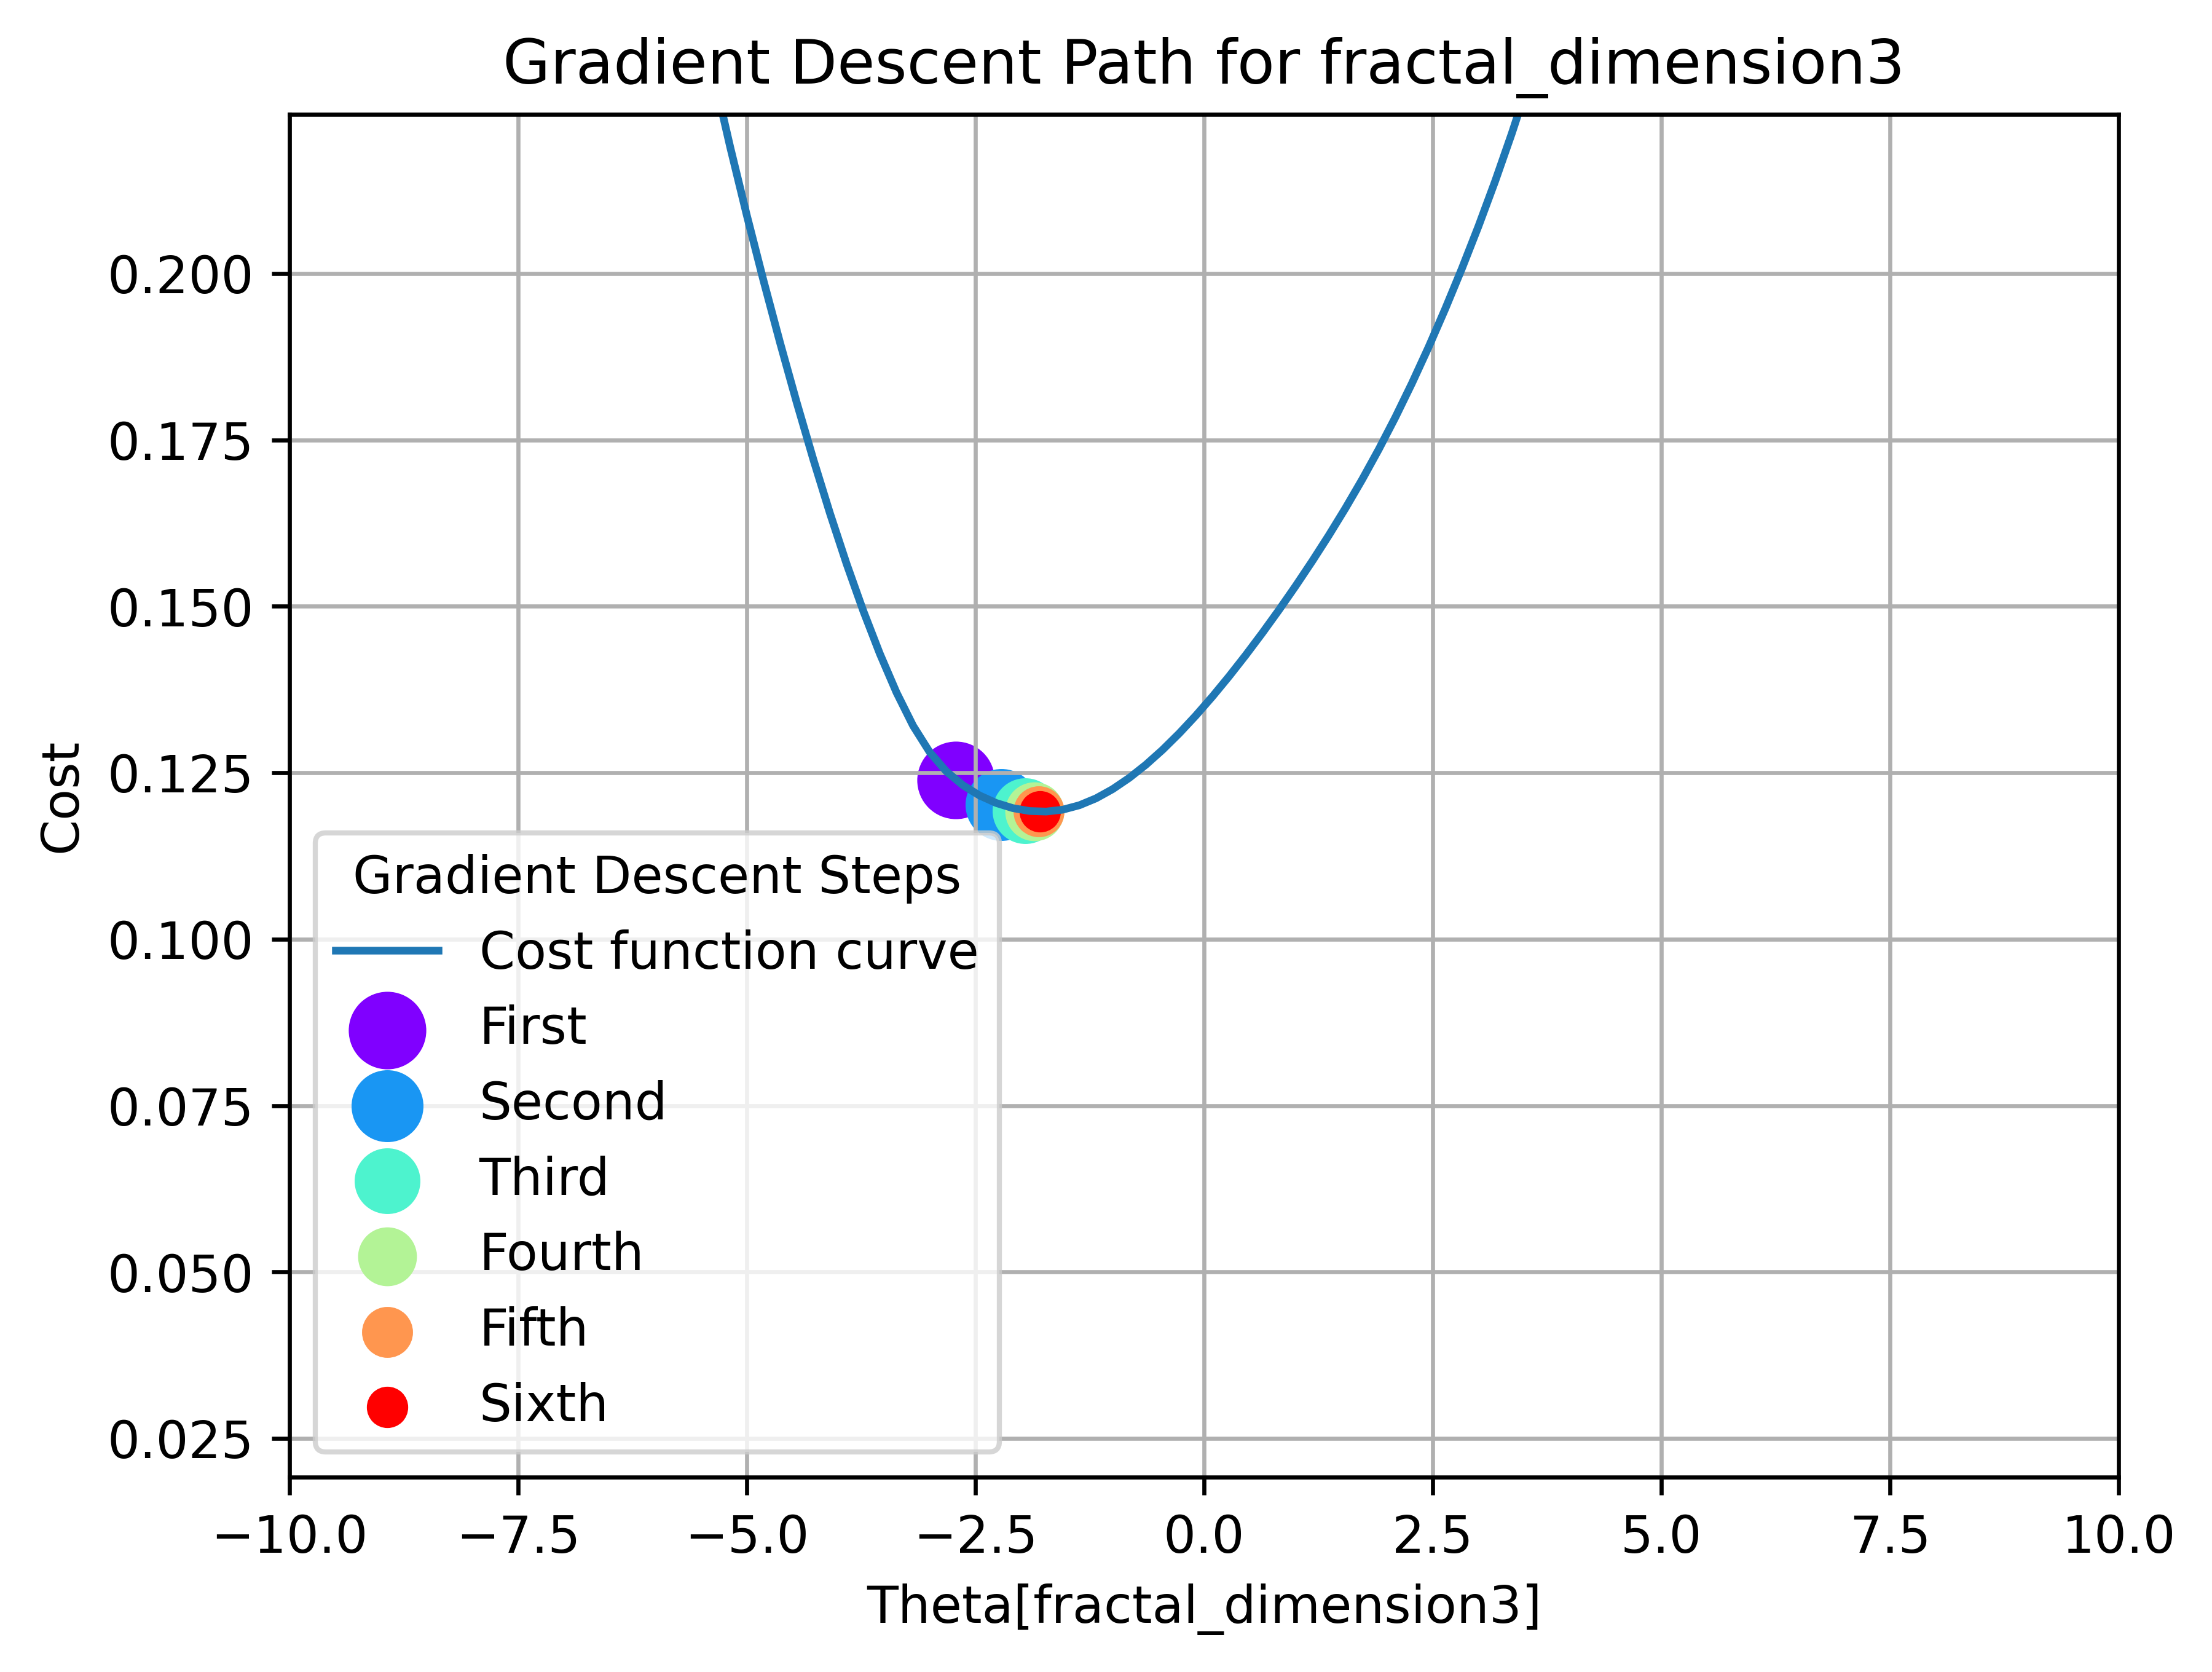 Gradient Descent Path for fractal_dimension3
Cost
0.200
0.175
0.150
0.125
0.100
0.075
0.050
0.025
Gradient Descent Steps
Cost function curve
First
Second
Third
Fourth
Fifth
Sixth
−10.0 −7.5 −5.0 −2.5 0.0 2.5 5.0 7.5 10.0
Theta[fractal_dimension3]